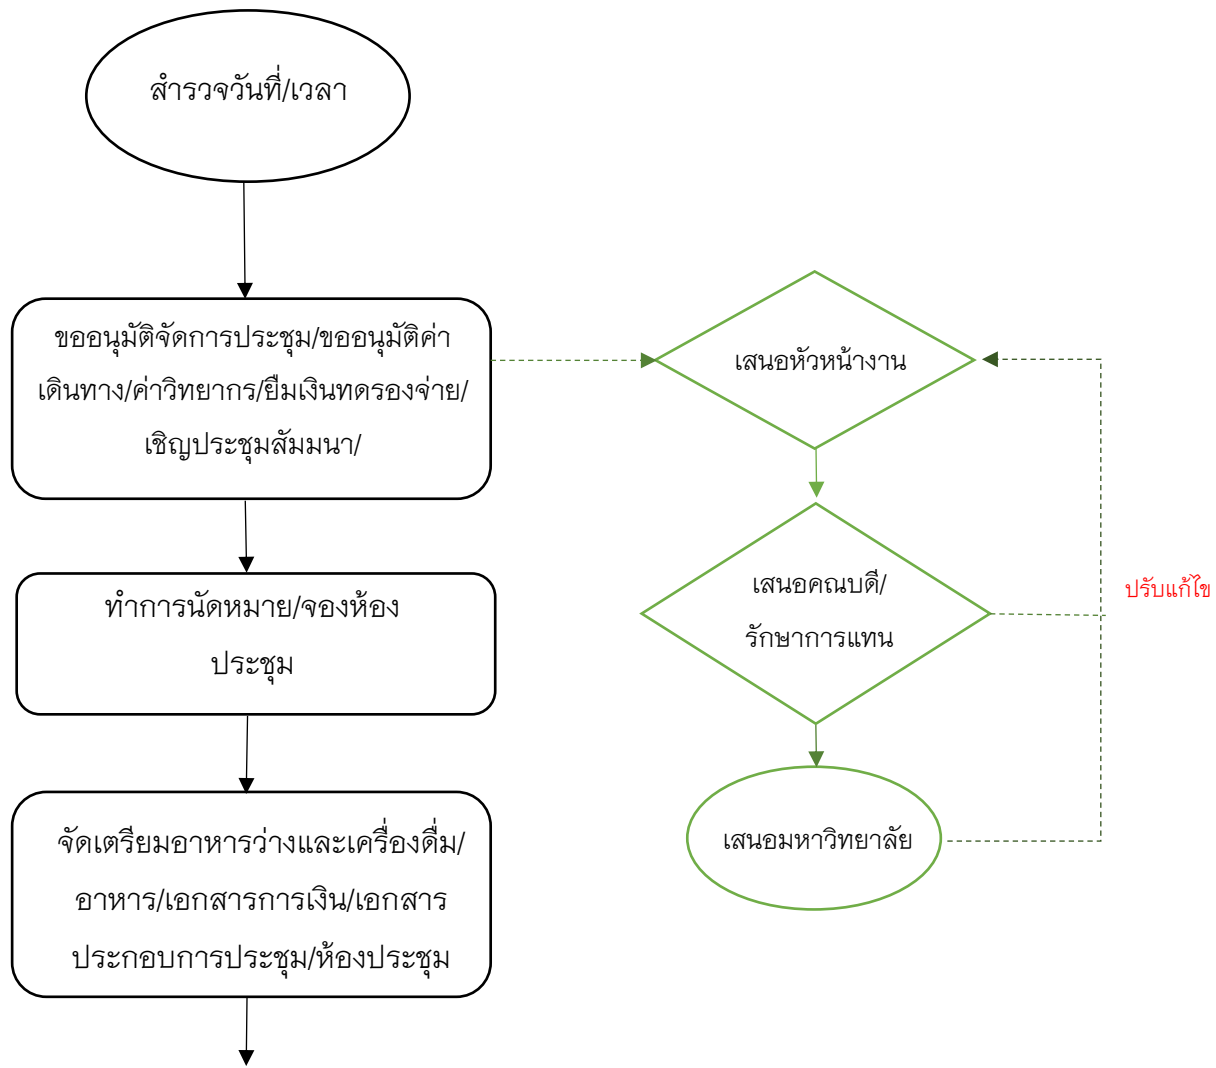 สำรวจวันที่/เวลา
ขออนุมัติจัดการประชุม/ขออนุมัติค่า
เดินทาง/ค่าวิทยากร/ยืมเงินทดรองจ่าย/
เชิญประชุมสัมมนา/
เสนอหัวหน้างาน
ทำการนัดหมาย/จองห้อง
ประชุม
เสนอคณบดี/
รักษาการแทน
ปรับแก้ไข
จัดเตรียมอาหารว่างและเครื่องดื่ม/
อาหาร/เอกสารการเงิน/เอกสาร
ประกอบการประชุม/ห้องประชุม
เสนอมหาวิทยาลัย